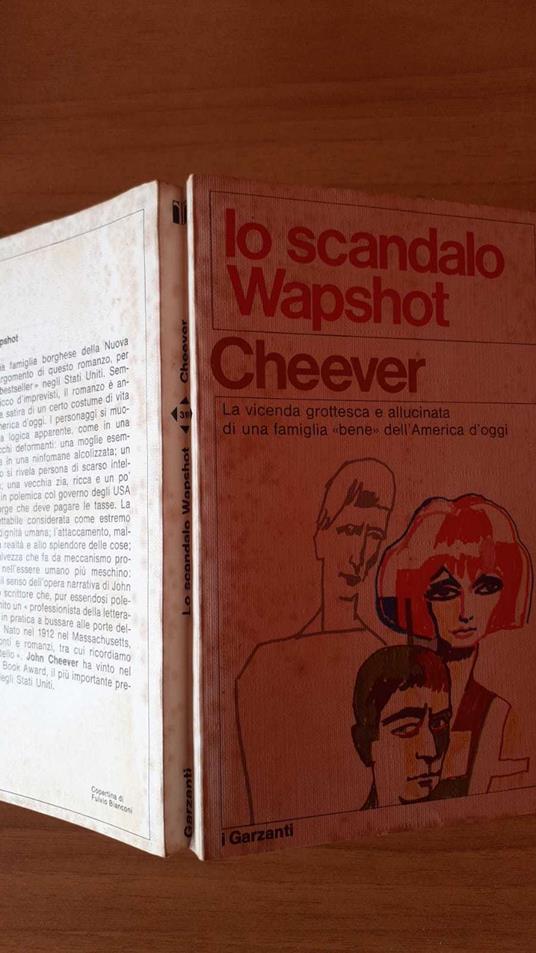 lo scandalo
Wapshot
Cheever
La vicenda grottesca e allucinata
di una famiglia «bene» dell'America d'oggi
i Garzanti
Cheever
Lo scandalo Wapshot
Garzanti
pshot
famiglia borghese della Nuova
rgomento di questo romanzo, per
bestseller» negli Stati Uniti. Sem-
icco d'imprevisti, il romanzo è an-
a satira di un certo costume di vita
merica d'oggi. I personaggi si muo-
a logica apparente, come in una
cchi deformanti: una moglie esem-
a in una ninfomane alcolizzata; un
o si rivela persona di scarso intel-
; una vecchia zia, ricca e un po'
in polemica col governo degli USA
orge che deve pagare le tasse. La
ttabile considerata come estremo
dignità umana; l'attaccamento, mal-
a realtà e allo splendore delle cose;
lvezza che fa da meccanismo pro-
nell'essere umano più meschino:
il senso dell'opera narrativa di John
o scrittore che, pur essendosi pole-
nito un « professionista della lettera-
in pratica a bussare alle porte del-
Nato nel 1912 nel Massachusetts,
onti e romanzi, tra cui ricordiamo
tello ». John Cheever ha vinto nel
Book Award, il più importante pre-
degli Stati Uniti.
Copertina di
Fulvio Bianconi